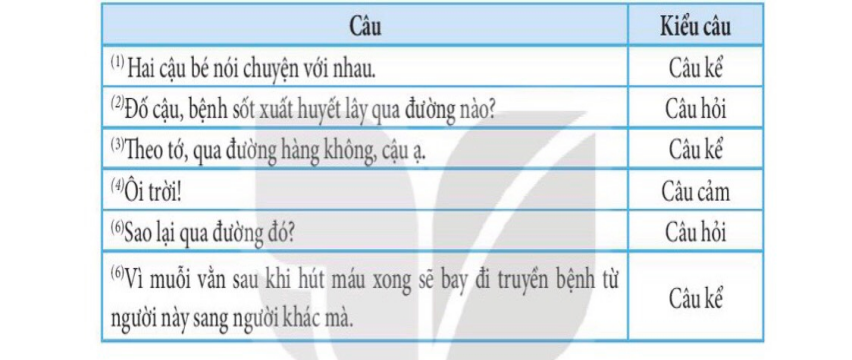 Câu Kiểu câu
(1) Hai cậu bé nói chuyện với nhau. Câu kể
(2)Đố cậu, bệnh sốt xuất huyết lây qua đường nào? Câu hỏi
(3)Theo tớ, qua đường hàng không, cậu ạ. Câu kể
(4)Ôi trời! Câu cảm
(6)Sao lại qua đường đó? Câu hỏi
(6)Vì muỗi vằn sau khi hút máu xong sẽ bay đi truyền bệnh từ
người này sang người khác mà. Câu kể